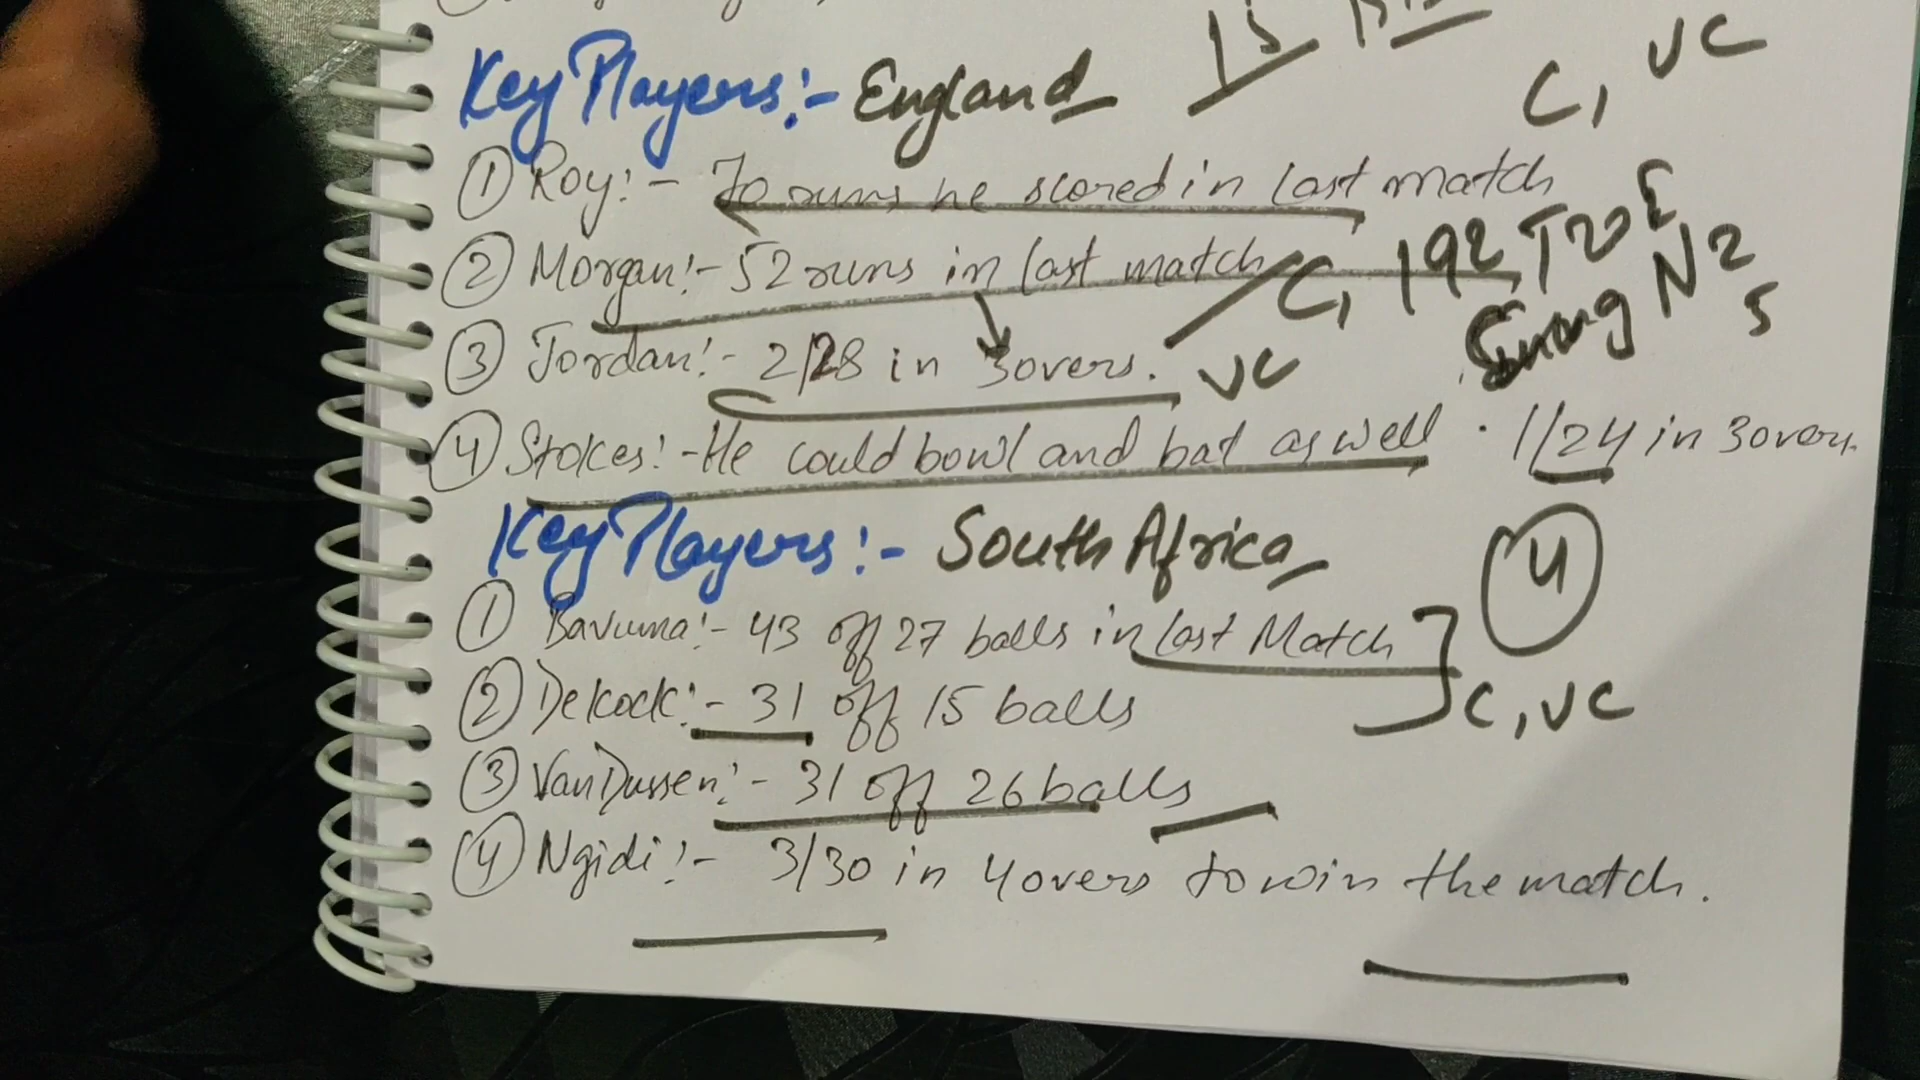 15
C, VC
Key Players:- England
① Roy:- 70 runs he scored in last match
② Morgan:- 52 runs in last match C, 192 T20 E
N2
S
③ Jordan:- 2/28 in 3overs. VC
④ Stokes:- He could bowl and bat as well. 1/24 in 3overs.
Key Players:- South Africa
4
① Bavuma:- 43 off 27 balls in last Match
② Dekock:- 31 off 15 balls C, VC
③ VanDussen:- 31 off 26 balls
④ Ngidi:- 3/30 in 4overs to win the match.